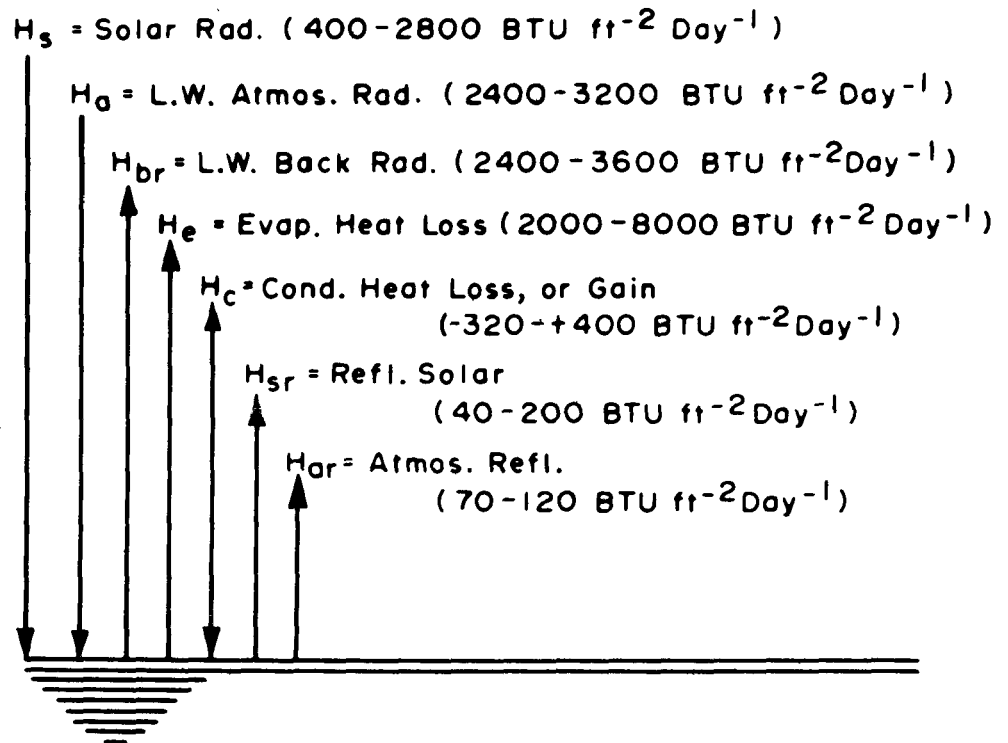 Hs = Solar Rad. (400-2800 BTU ft-2 Day-1)
Ha = L.W. Atmos. Rad. (2400-3200 BTU ft-2 Day-1)
Hbr = L.W. Back Rad. (2400-3600 BTU ft-2 Day-1)
He = Evap. Heat Loss (2000-8000 BTU ft-2 Day-1)
Hc = Cond. Heat Loss, or Gain
(-320-+400 BTU ft-2 Day-1)
Hsr = Refl. Solar
(40-200 BTU ft-2 Day-1)
Har = Atmos. Refl.
(70-120 BTU ft-2 Day-1)